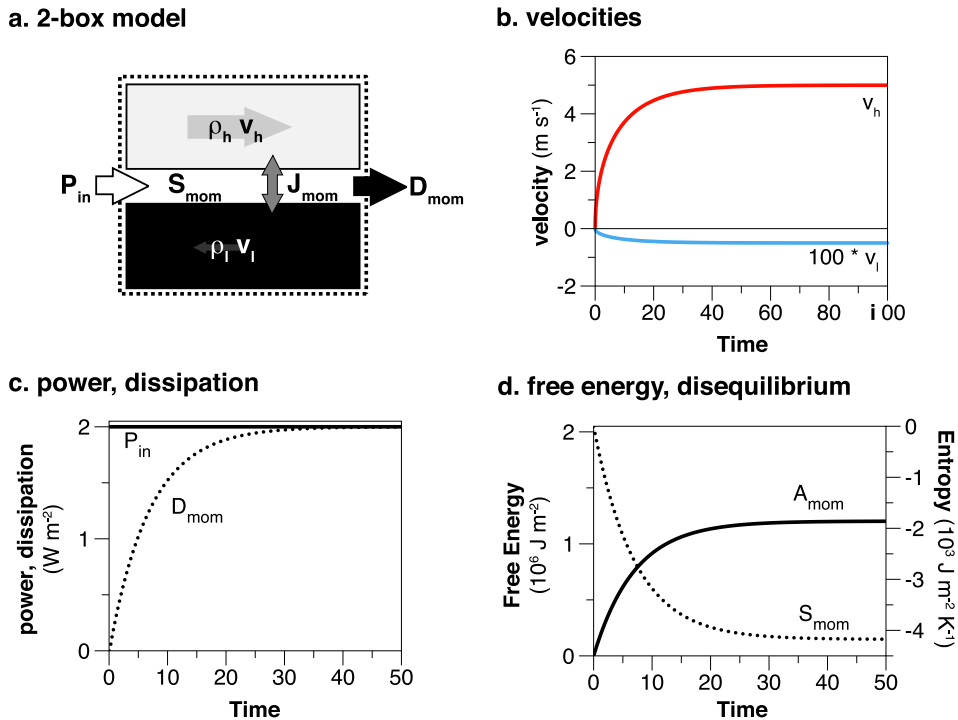 a. 2-box model
ρh vh
Pin
Smom
Jmom
Dmom
ρl vl
b. velocities
velocity (m s-1)
6
4
2
0
-2
vh
100 * vl
0 20 40 60 80 i 00
Time
c. power, dissipation
power, dissipation
(W m-2)
2
1
0
Pin
Dmom
0 10 20 30 40 50
Time
d. free energy, disequilibrium
Free Energy
(106 J m-2)
2
1
0
Amom
Smom
0
-1
-2
-3
-4
Entropy (103 J m-2 K-1)
0 10 20 30 40 50
Time